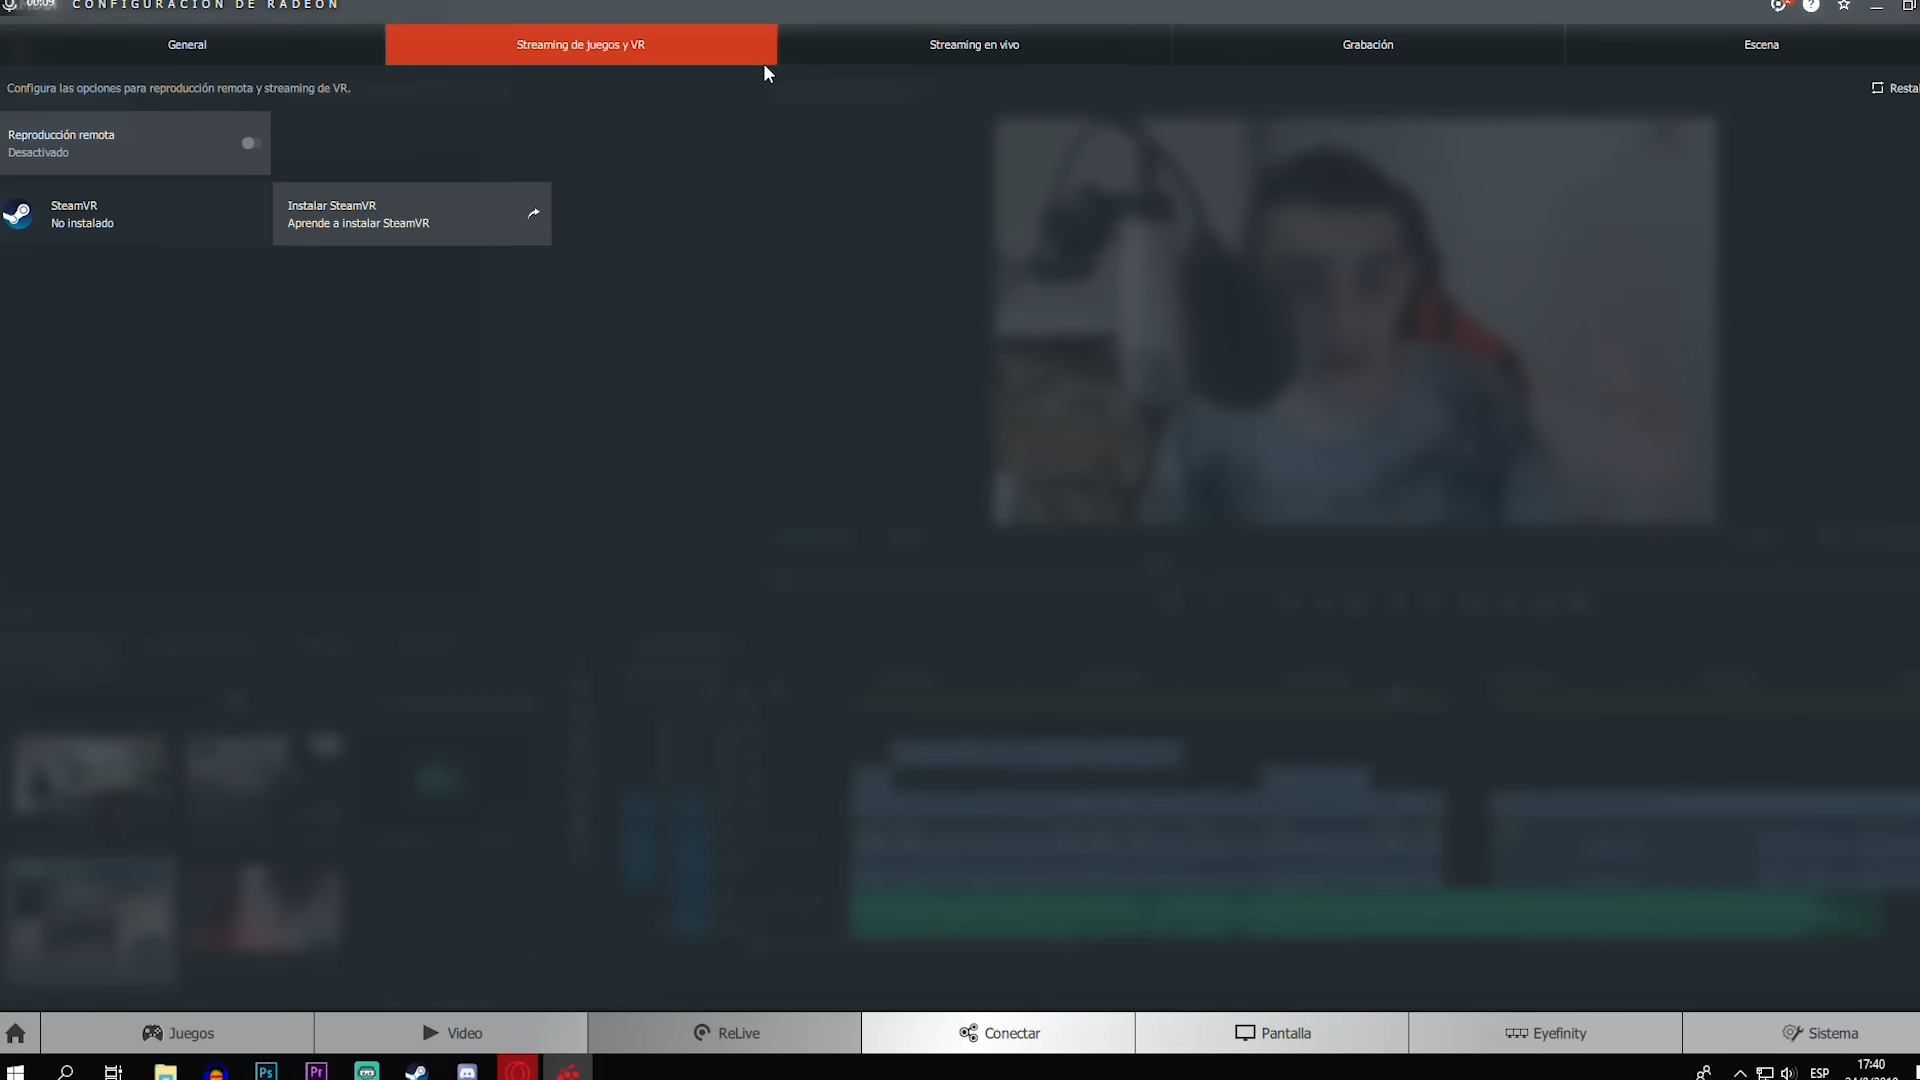 CONFIGURACIÓN DE RADEON
General
Streaming de juegos y VR
Streaming en vivo
Grabación
Escena
Configura las opciones para reproducción remota y streaming de VR.
Reproducción remota
Desactivado
SteamVR
No instalado
Instalar SteamVR
Aprende a instalar SteamVR
Juegos
Video
ReLive
Conectar
Pantalla
Eyefinity
Sistema
Ps
Pr
ESP
17:40